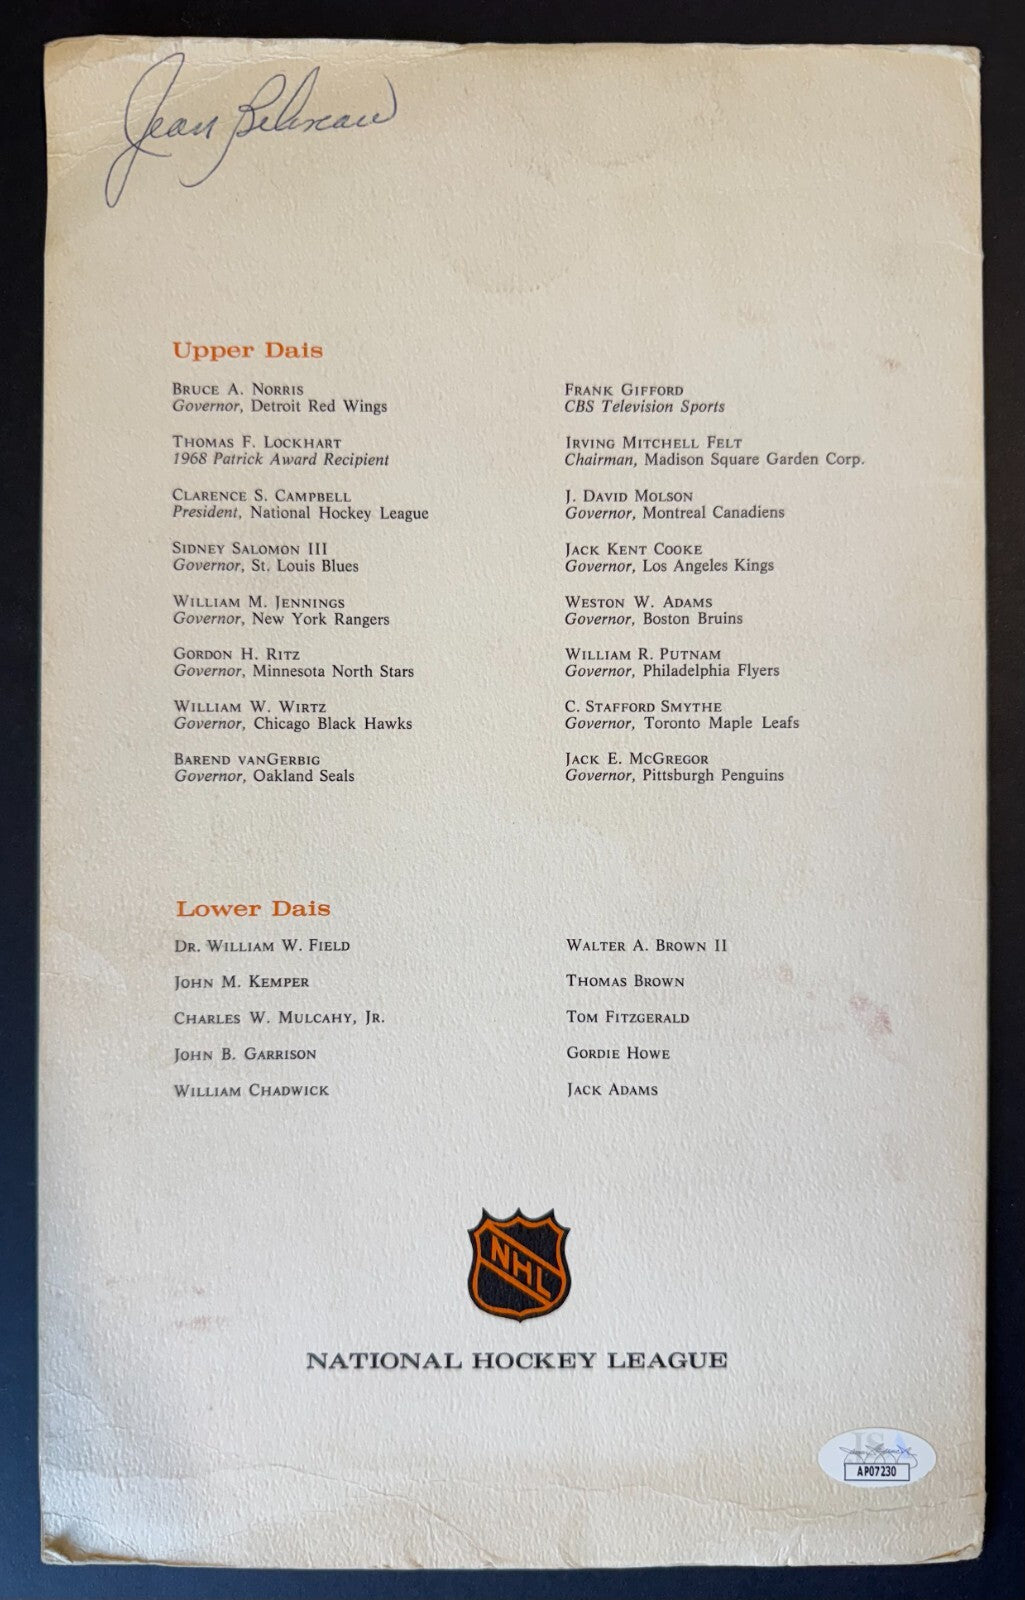 Jean Beliveau
Upper Dais
BRUCE A. NORRIS
Governor, Detroit Red Wings
THOMAS F. LOCKHART
1968 Patrick Award Recipient
CLARENCE S. CAMPBELL
President, National Hockey League
SIDNEY SALOMON III
Governor, St. Louis Blues
WILLIAM M. JENNINGS
Governor, New York Rangers
GORDON H. RITZ
Governor, Minnesota North Stars
WILLIAM W. WIRTZ
Governor, Chicago Black Hawks
BAREND VANGERBIG
Governor, Oakland Seals
FRANK GIFFORD
CBS Television Sports
IRVING MITCHELL FELT
Chairman, Madison Square Garden Corp.
J. DAVID MOLSON
Governor, Montreal Canadiens
JACK KENT COOKE
Governor, Los Angeles Kings
WESTON W. ADAMS
Governor, Boston Bruins
WILLIAM R. PUTNAM
Governor, Philadelphia Flyers
C. STAFFORD SMYTHE
Governor, Toronto Maple Leafs
JACK E. MCGREGOR
Governor, Pittsburgh Penguins
Lower Dais
DR. WILLIAM W. FIELD
JOHN M. KEMPER
CHARLES W. MULCAHY, JR.
JOHN B. GARRISON
WILLIAM CHADWICK
WALTER A. BROWN II
THOMAS BROWN
TOM FITZGERALD
GORDIE HOWE
JACK ADAMS
NHL
NATIONAL HOCKEY LEAGUE
JSA
AP07230